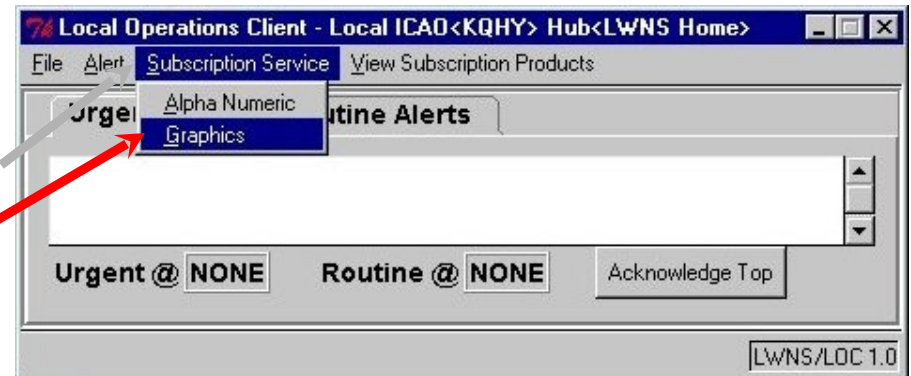 Local Operations Client - Local ICAO<KQHY> Hub<LWNS Home>
File Alert Subscription Service View Subscription Products
Alpha Numeric
Graphics
Urge utine Alerts
Urgent @ NONE Routine @ NONE Acknowledge Top
LWNS/LOC 1.0